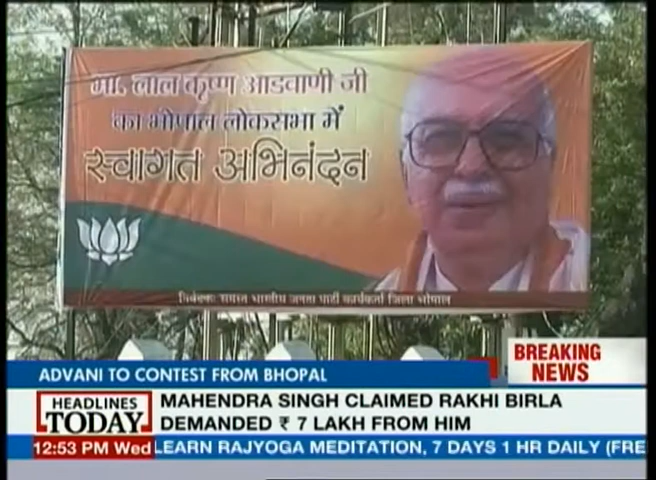 मा. लाल कृष्ण आडवाणी जी
का भोपाल लोकसभा में
स्वागत अभिनंदन
निवेदक: समस्त भारतीय जनता पार्टी कार्यकर्ता जिला भोपाल
BREAKING
NEWS
ADVANI TO CONTEST FROM BHOPAL
HEADLINES
TODAY
MAHENDRA SINGH CLAIMED RAKHI BIRLA
DEMANDED ₹ 7 LAKH FROM HIM
12:53 PM Wed LEARN RAJYOGA MEDITATION, 7 DAYS 1 HR DAILY (FRE